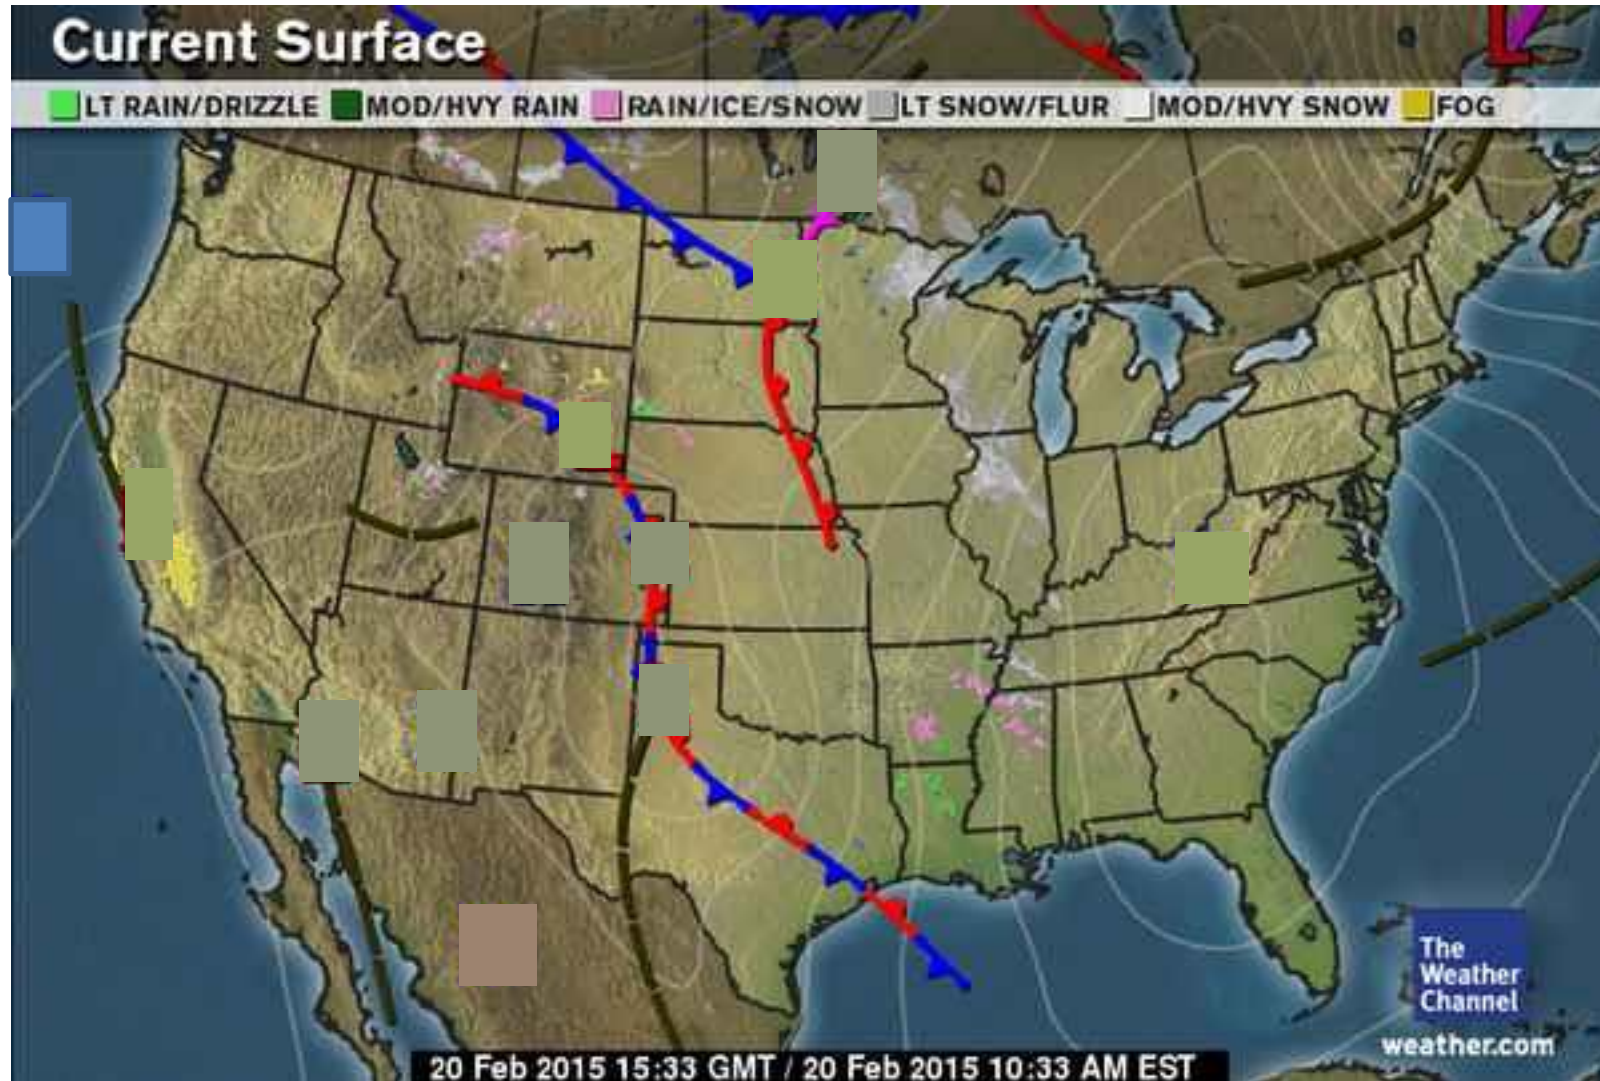 Current Surface
LT RAIN/DRIZZLE MOD/HVY RAIN RAIN/ICE/SNOW LT SNOW/FLUR MOD/HVY SNOW FOG
L
The
Weather
Channel
weather.com
20 Feb 2015 15:33 GMT / 20 Feb 2015 10:33 AM EST